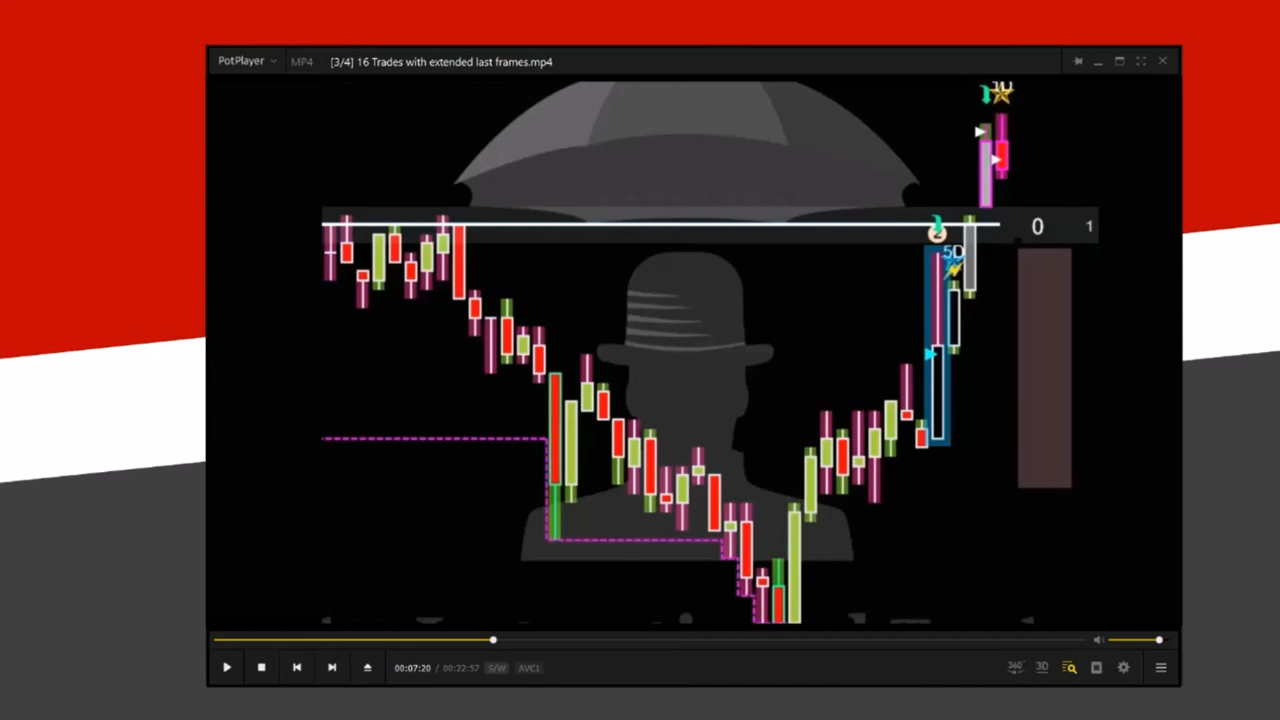 PotPlayer MP4 [3/4] 16 Trades with extended last frames.mp4
2
0 1
5D
00:07:20 / 00:22:57 S/W AVC1 360° 3D